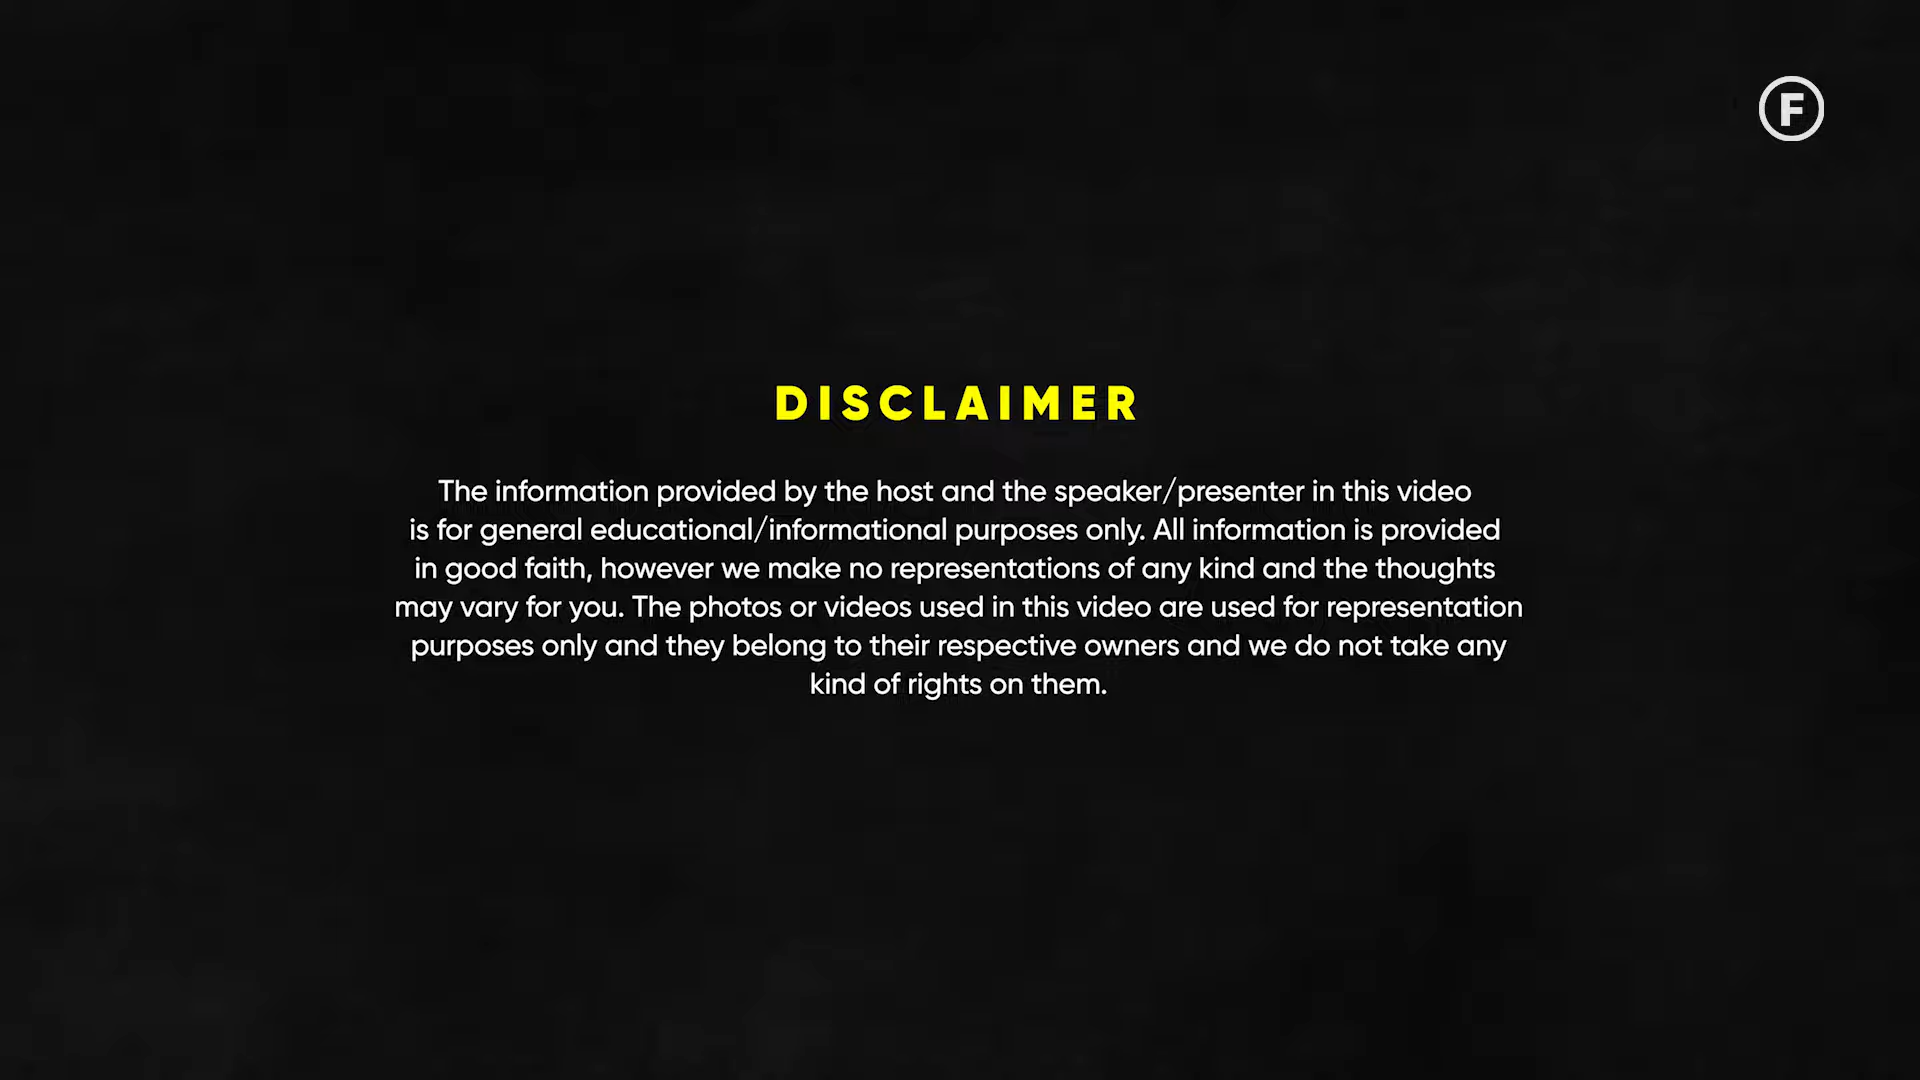 F
DISCLAIMER
The information provided by the host and the speaker/presenter in this video
is for general educational/informational purposes only. All information is provided
in good faith, however we make no representations of any kind and the thoughts
may vary for you. The photos or videos used in this video are used for representation
purposes only and they belong to their respective owners and we do not take any
kind of rights on them.